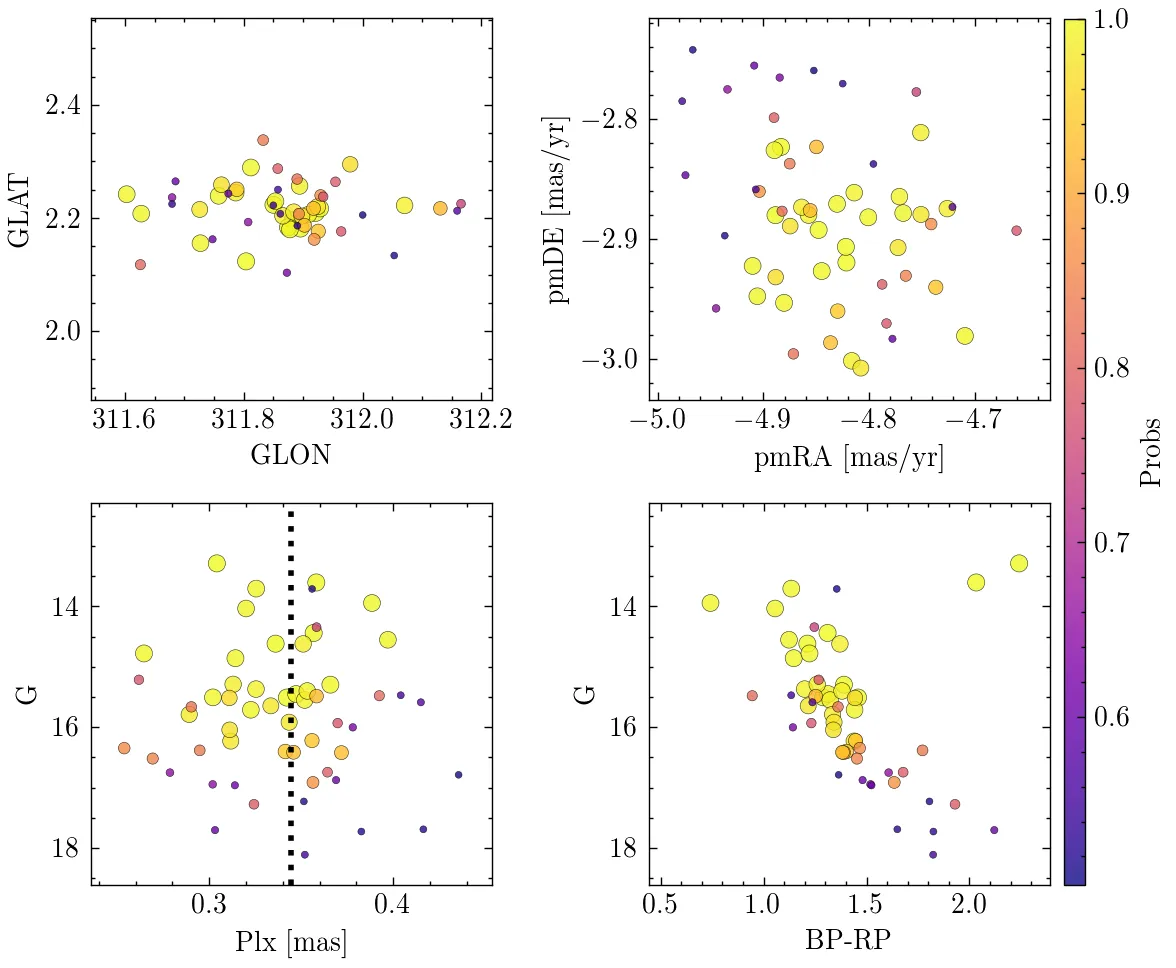 2.4
2.2
2.0
GLAT
311.6 311.8 312.0 312.2
GLON
−2.8
−2.9
−3.0
pmDE [mas/yr]
−5.0 −4.9 −4.8 −4.7
pmRA [mas/yr]
14
16
18
G
0.3 0.4
Plx [mas]
14
16
18
G
0.5 1.0 1.5 2.0
BP-RP
1.0
0.9
0.8
0.7
0.6
Probs